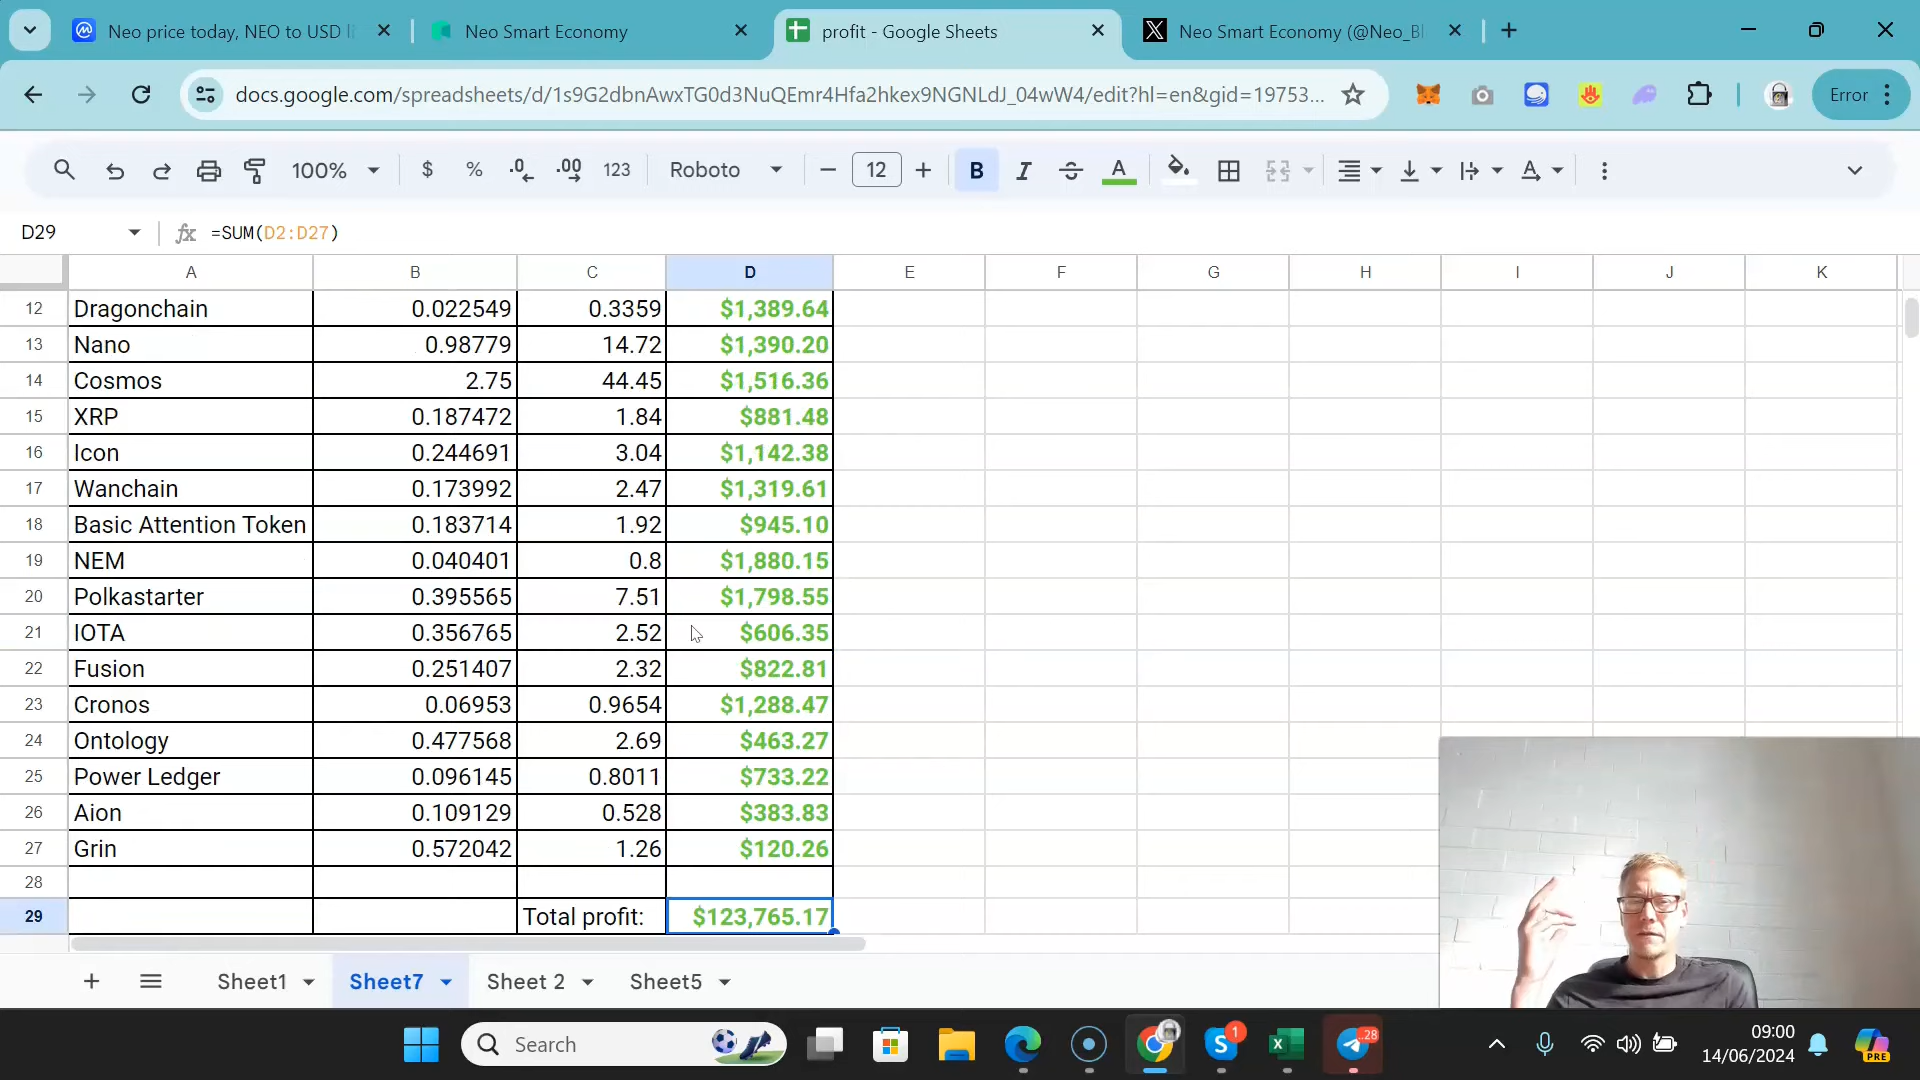 Neo price today, NEO to USD li
Neo Smart Economy
profit - Google Sheets
Neo Smart Economy (@Neo_Bl
docs.google.com/spreadsheets/d/1s9G2dbnAwxTG0d3NuQEmr4Hfa2hkex9NGNLdJ_04wW4/edit?hl=en&gid=19753...
Error
100%
$
%
.0
.00
123
Roboto
12
B
I
A
A
D29
fx
=SUM(D2:D27)
A B C D E F G H I J K
12 Dragonchain 0.022549 0.3359 $1,389.64
13 Nano 0.98779 14.72 $1,390.20
14 Cosmos 2.75 44.45 $1,516.36
15 XRP 0.187472 1.84 $881.48
16 Icon 0.244691 3.04 $1,142.38
17 Wanchain 0.173992 2.47 $1,319.61
18 Basic Attention Token 0.183714 1.92 $945.10
19 NEM 0.040401 0.8 $1,880.15
20 Polkastarter 0.395565 7.51 $1,798.55
21 IOTA 0.356765 2.52 $606.35
22 Fusion 0.251407 2.32 $822.81
23 Cronos 0.06953 0.9654 $1,288.47
24 Ontology 0.477568 2.69 $463.27
25 Power Ledger 0.096145 0.8011 $733.22
26 Aion 0.109129 0.528 $383.83
27 Grin 0.572042 1.26 $120.26
28
29 Total profit: $123,765.17
Sheet1
Sheet7
Sheet 2
Sheet5
Search
1
..28
09:00
14/06/2024
PRE